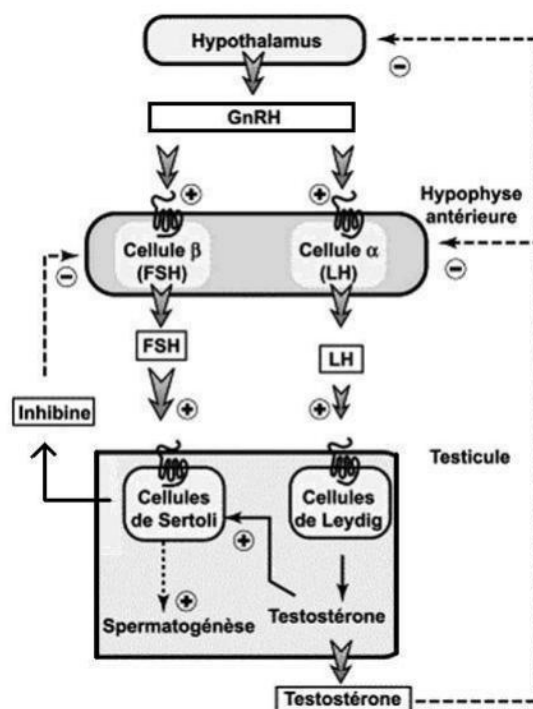 Hypothalamus
−
GnRH
+
+
Hypophyse
antérieure
Cellule β
(FSH)
Cellule α
(LH)
−
−
FSH
LH
+
+
Inhibine
Testicule
Cellules
de Sertoli
Cellules
de Leydig
+
+
Spermatogénèse
Testostérone
Testostérone